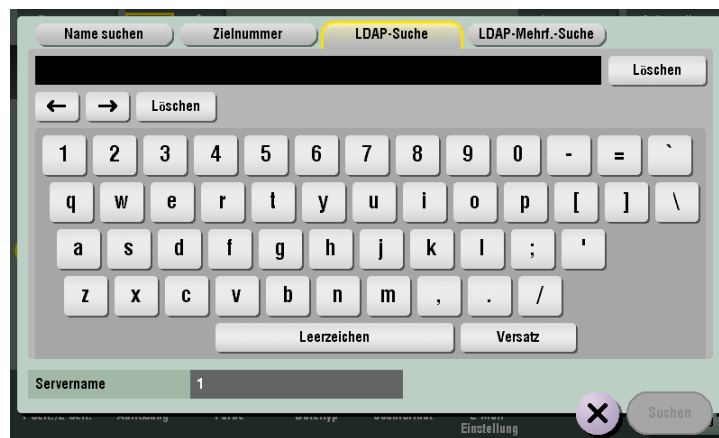 Name suchen Zielnummer LDAP-Suche LDAP-Mehrf.-Suche
Löschen
← → Löschen
1 2 3 4 5 6 7 8 9 0 - = `
q w e r t y u i o p [ ] \
a s d f g h j k l ; '
z x c v b n m , . /
Leerzeichen Versatz
Servername 1
Suchen
Einstellung